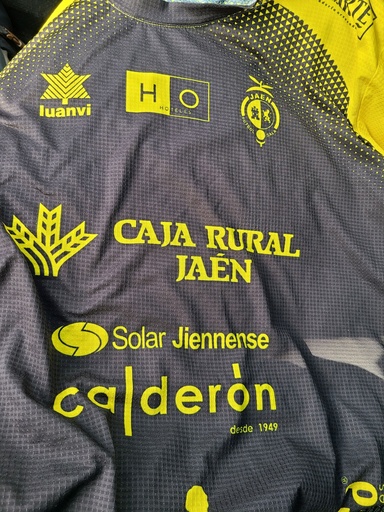 luanvi
H O
HOTELES
JAÉN
CAJA RURAL
JAÉN
Solar Jiennense
calderón
desde 1949